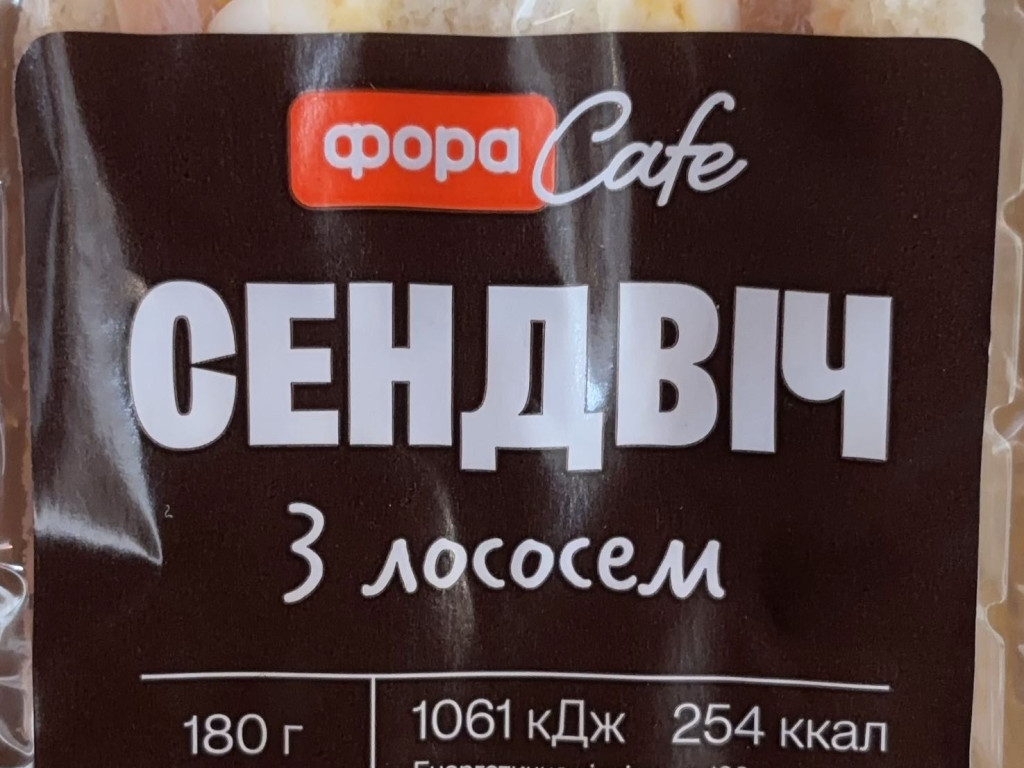 фора Cafe
СЕНДВІЧ
З лососем
180 г 1061 кДж 254 ккал